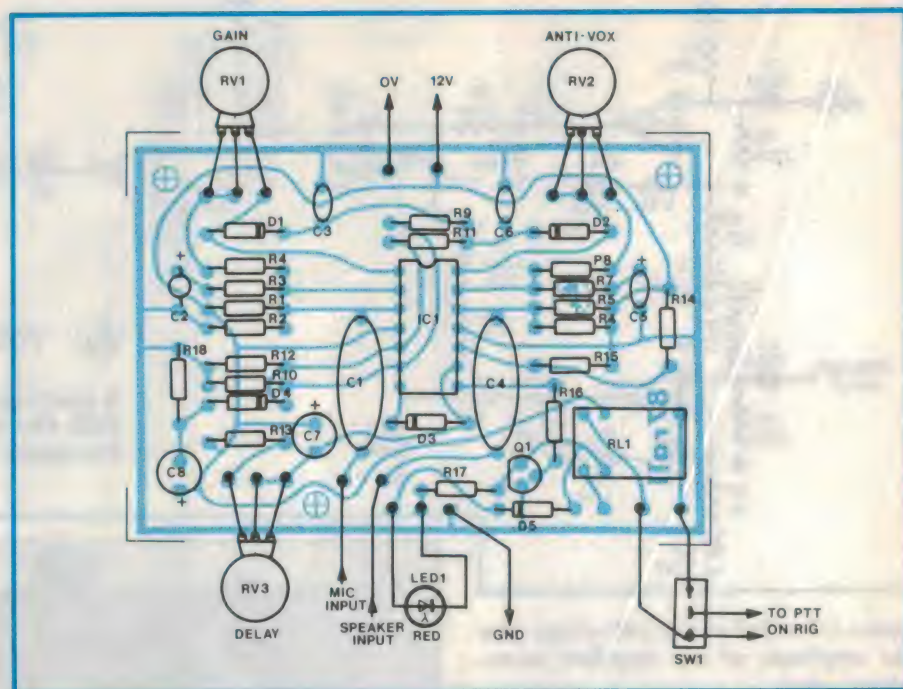 GAIN
RV1
0V
12V
ANTI-VOX
RV2
D1
C3
R9
R11
C6
D2
R4
R3
R1
R2
C2
+
IC1
P8
R7
R5
R4
C5
+
R14
R18
R12
R10
D4
R13
C1
C4
R15
R16
C7
+
D3
Q1
RL1
C8
+
R17
D5
RV3
DELAY
MIC
INPUT
SPEAKER
INPUT
LED1
RED
GND
TO PTT
ON RIG
SW1